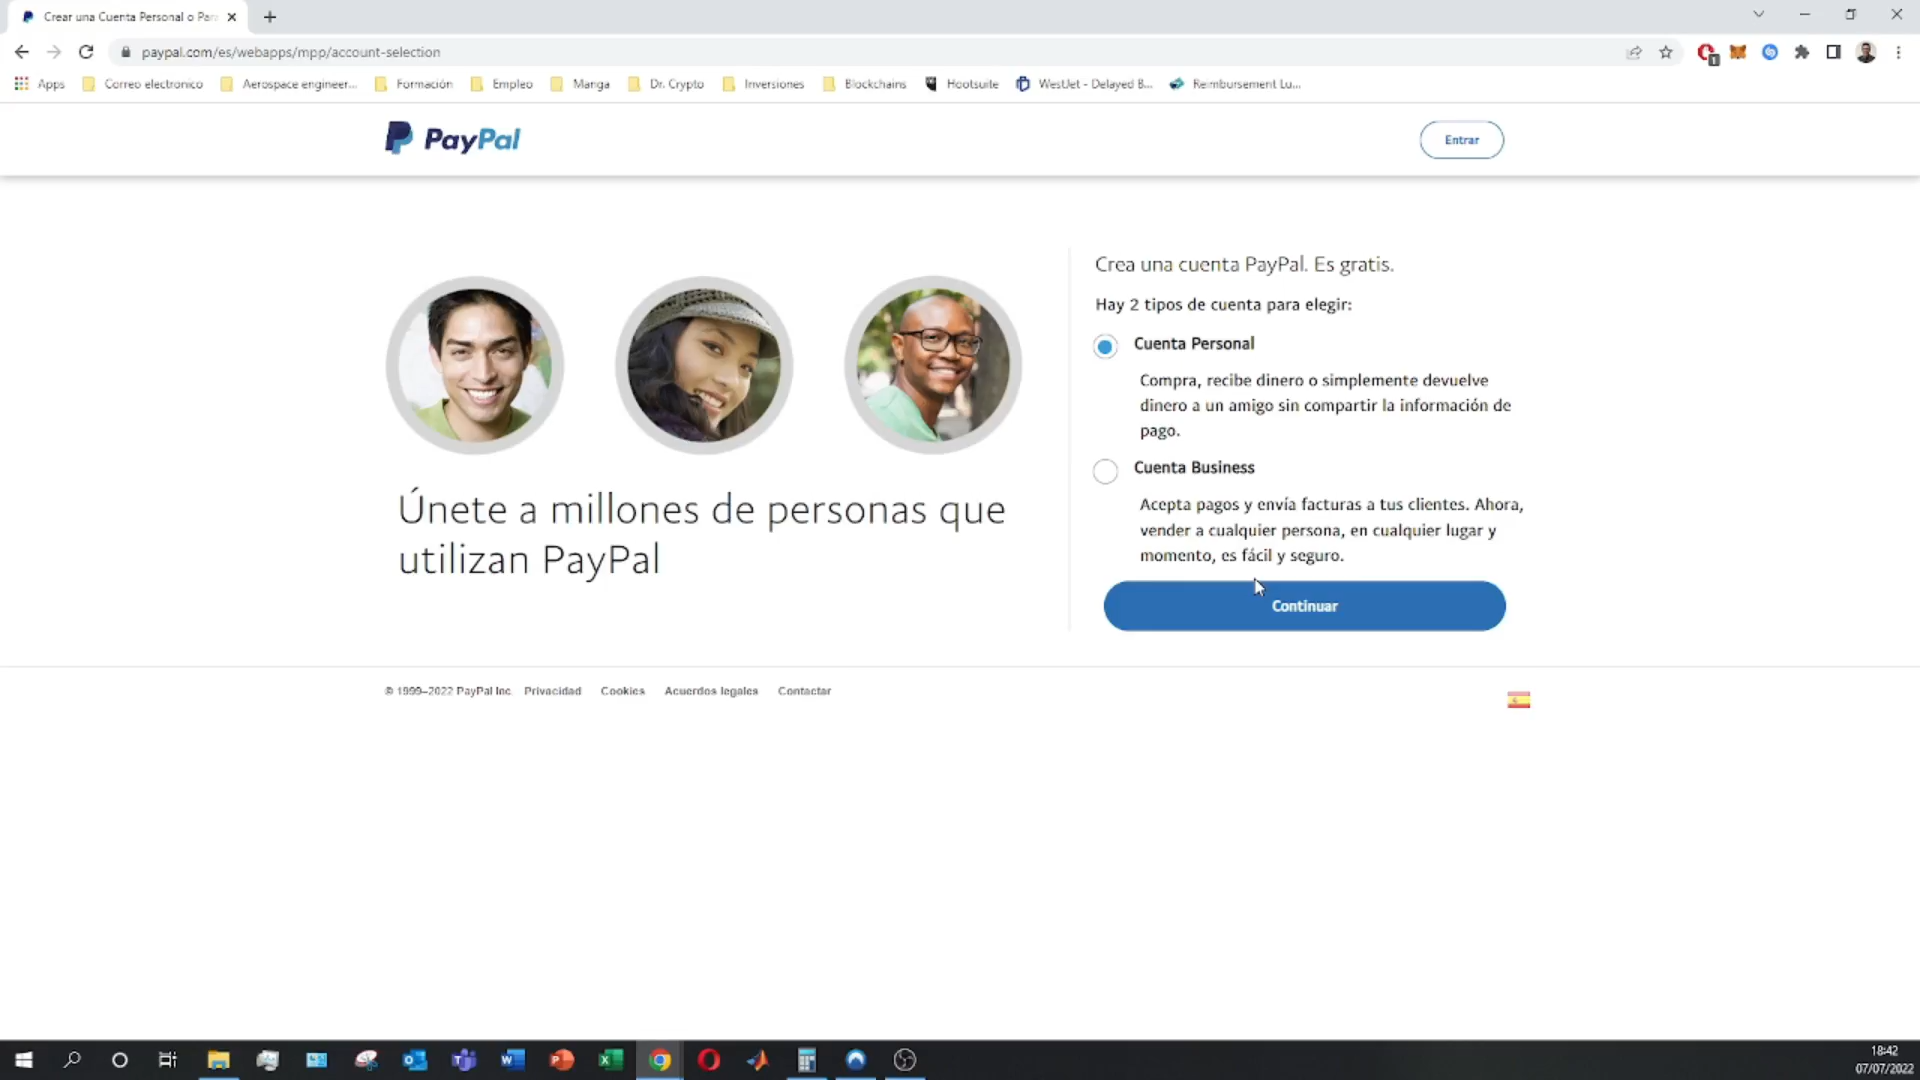 Crear una Cuenta Personal o Para
paypal.com/es/webapps/mpp/account-selection
1
Apps
Correo electronico
Aerospace engineer...
Formación
Empleo
Manga
Dr. Crypto
Inversiones
Blockchains
Hootsuite
WestJet - Delayed B...
Reimbursement Lu...
PayPal
Entrar
Únete a millones de personas que
utilizan PayPal
Crea una cuenta PayPal. Es gratis.
Hay 2 tipos de cuenta para elegir:
Cuenta Personal
Compra, recibe dinero o simplemente devuelve
dinero a un amigo sin compartir la información de
pago.
Cuenta Business
Acepta pagos y envía facturas a tus clientes. Ahora,
vender a cualquier persona, en cualquier lugar y
momento, es fácil y seguro.
Continuar
© 1999–2022 PayPal Inc.
Privacidad
Cookies
Acuerdos legales
Contactar
18:42
07/07/2022